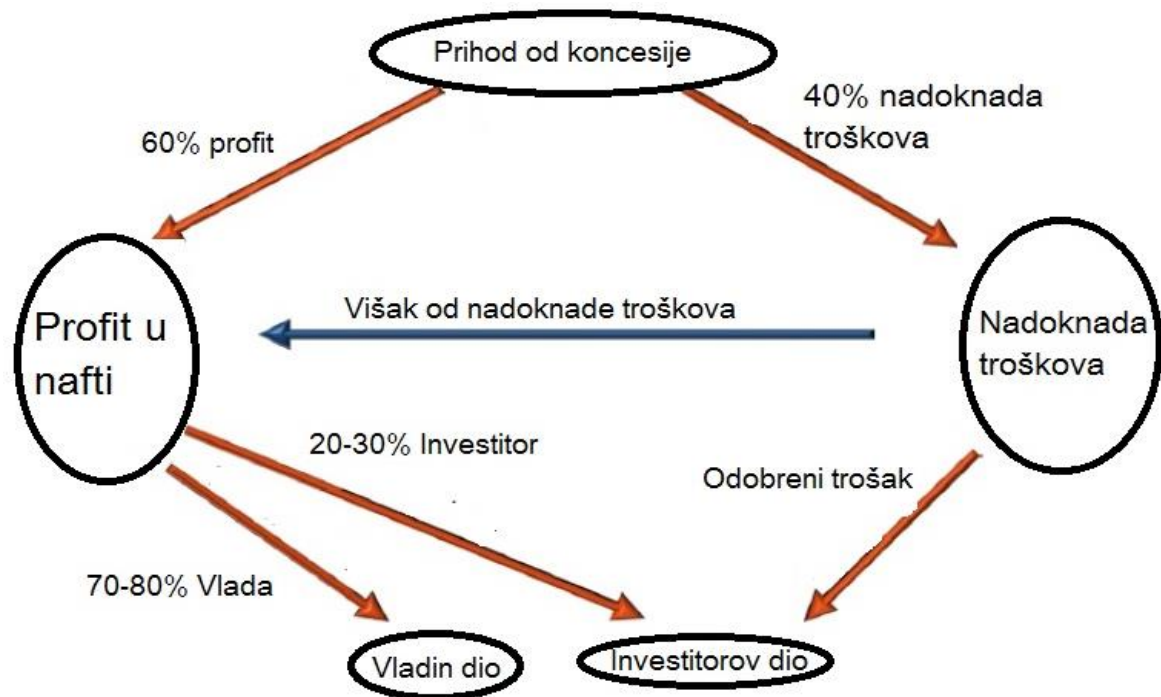 Prihod od koncesije
40% nadoknada
troškova
60% profit
Višak od nadoknade troškova
Profit u
nafti
Nadoknada
troškova
20-30% Investitor
Odobreni trošak
70-80% Vlada
Vladin dio
Investitorov dio